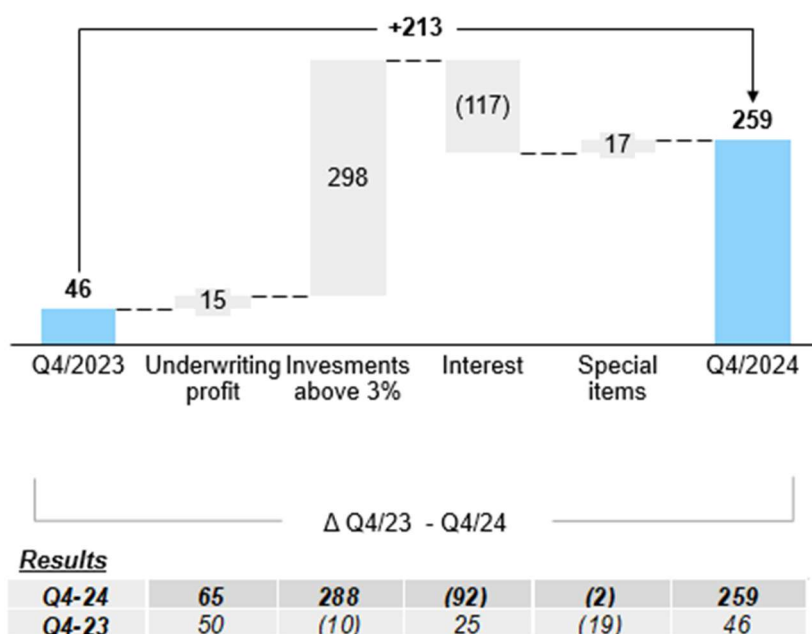 +213
(117)
259
17
298
46
15
Q4/2023 Underwriting profit Invesments above 3% Interest Special items Q4/2024
Δ Q4/23 - Q4/24
Results
Q4-24 65 288 (92) (2) 259
Q4-23 50 (10) 25 (19) 46